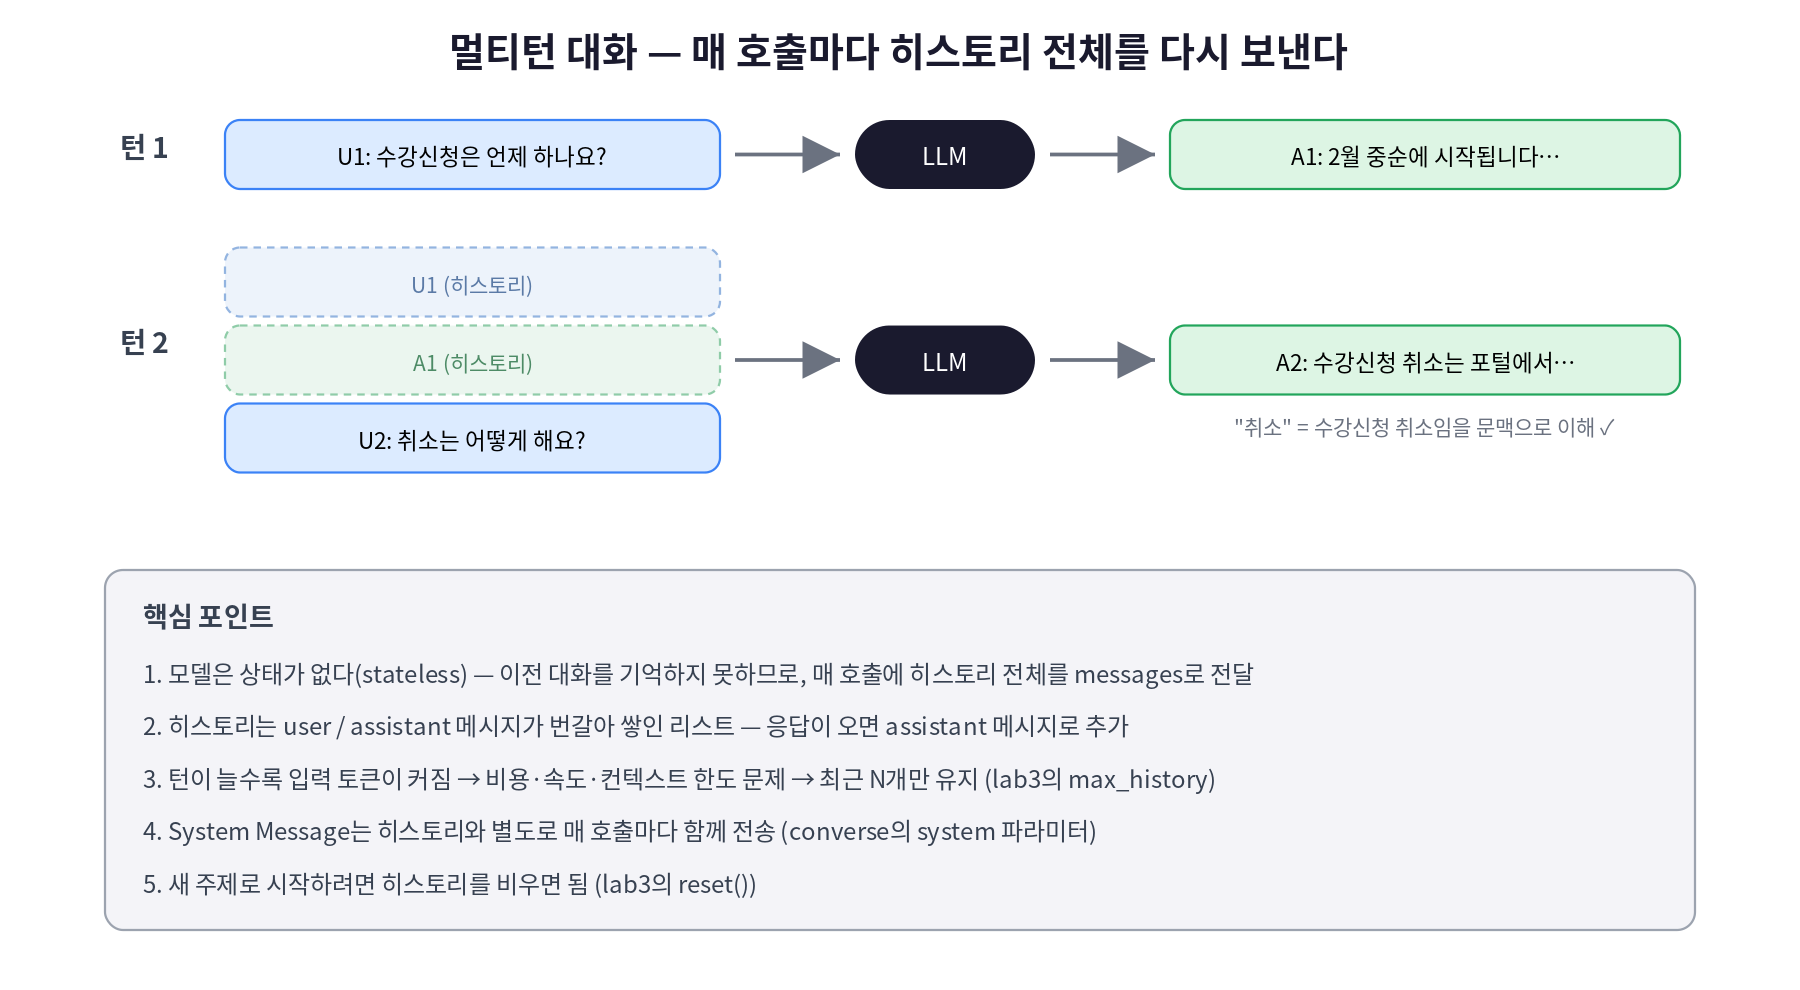 멀티턴 대화 — 매 호출마다 히스토리 전체를 다시 보낸다
턴 1
U1: 수강신청은 언제 하나요?
LLM
A1: 2월 중순에 시작됩니다…
U1 (히스토리)
턴 2
A1 (히스토리)
LLM
A2: 수강신청 취소는 포털에서…
U2: 취소는 어떻게 해요?
"취소" = 수강신청 취소임을 문맥으로 이해 ✓
핵심 포인트
1. 모델은 상태가 없다(stateless) — 이전 대화를 기억하지 못하므로, 매 호출에 히스토리 전체를 messages로 전달
2. 히스토리는 user / assistant 메시지가 번갈아 쌓인 리스트 — 응답이 오면 assistant 메시지로 추가
3. 턴이 늘수록 입력 토큰이 커짐 → 비용·속도·컨텍스트 한도 문제 → 최근 N개만 유지 (lab3의 max_history)
4. System Message는 히스토리와 별도로 매 호출마다 함께 전송 (converse의 system 파라미터)
5. 새 주제로 시작하려면 히스토리를 비우면 됨 (lab3의 reset())